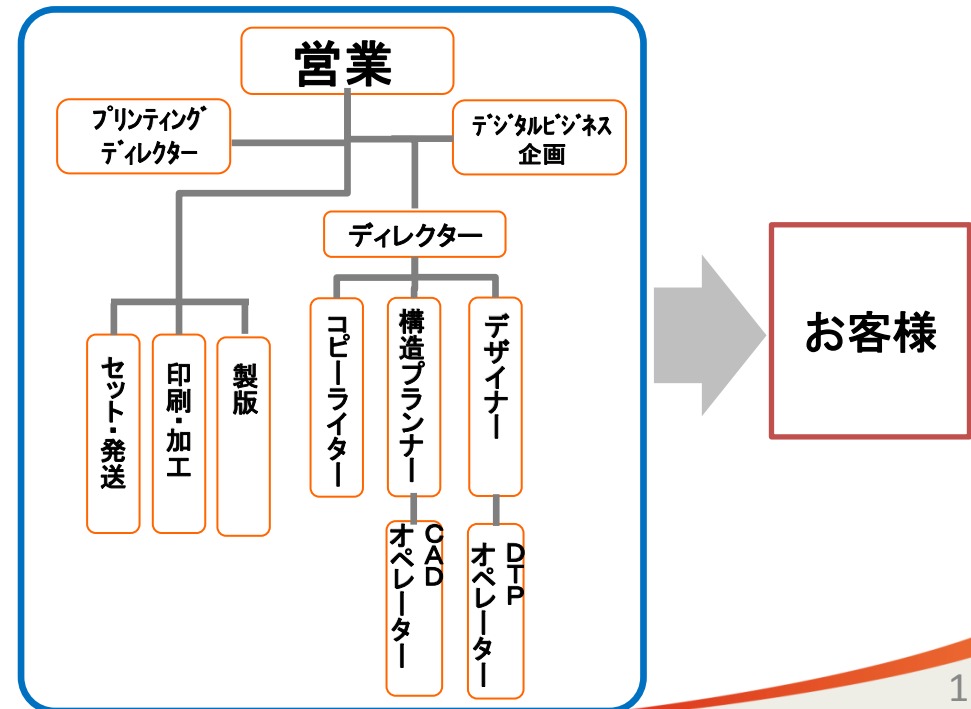 営業
プリンティング
ディレクター
デジタルビジネス
企画
ディレクター
お客様
セット・発送
印刷・加工
製版
コピーライター
構造プランナー
デザイナー
CAD
オペレーター
DTP
オペレーター
1